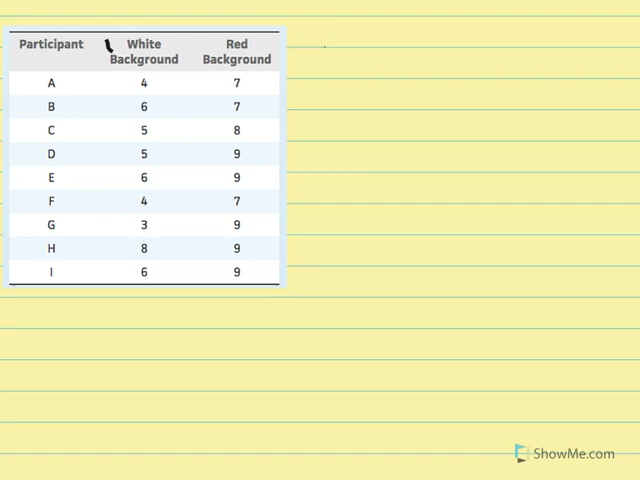 Participant White Background Red Background
A 4 7
B 6 7
C 5 8
D 5 9
E 6 9
F 4 7
G 3 9
H 8 9
I 6 9
ShowMe.com